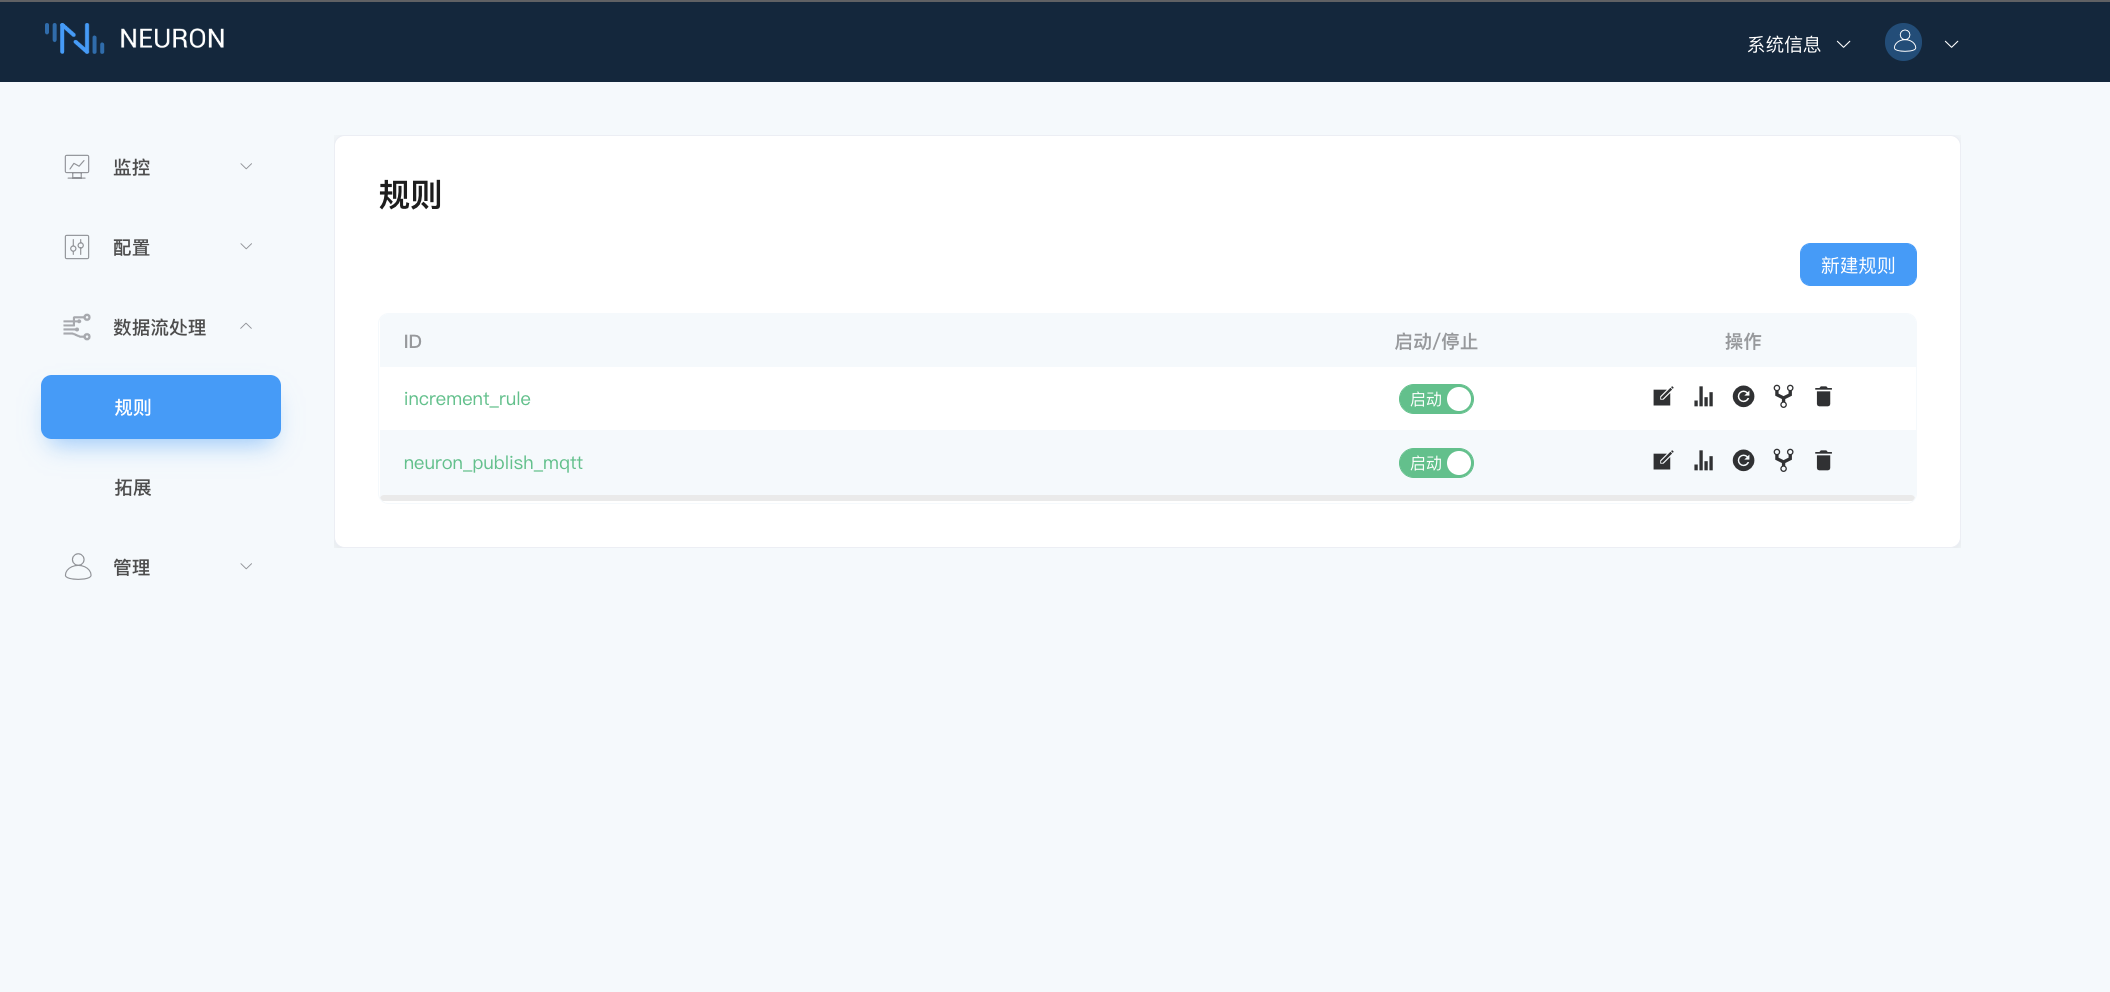 NEURON
系统信息
监控
配置
数据流处理
规则
拓展
管理
规则
新建规则
ID 启动/停止 操作
increment_rule 启动
neuron_publish_mqtt 启动